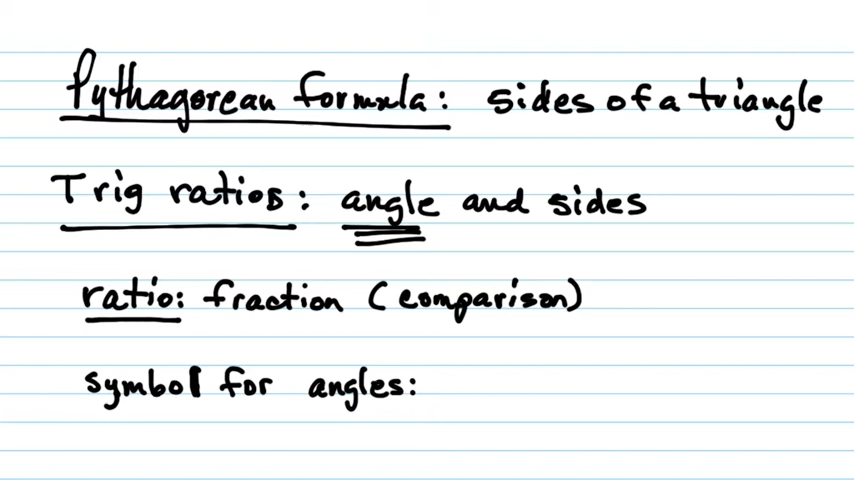 Pythagorean formula: sides of a triangle
Trig ratios: angle and sides
ratio: fraction (comparison)
symbol for angles: